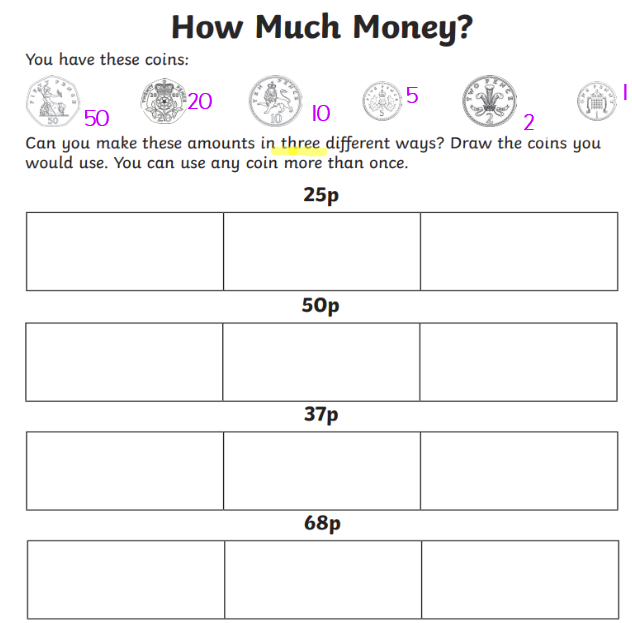 How Much Money?
You have these coins:
50 20 10 5 2 1
Can you make these amounts in three different ways? Draw the coins you
would use. You can use any coin more than once.
25p
50p
37p
68p